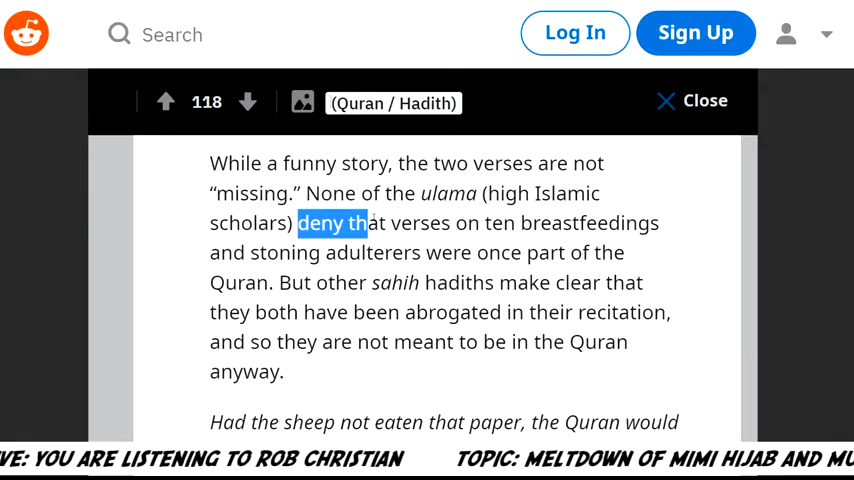 Search
Log In
Sign Up
118
(Quran / Hadith)
Close
While a funny story, the two verses are not
“missing.” None of the ulama (high Islamic
scholars) deny that verses on ten breastfeedings
and stoning adulterers were once part of the
Quran. But other sahih hadiths make clear that
they both have been abrogated in their recitation,
and so they are not meant to be in the Quran
anyway.
Had the sheep not eaten that paper, the Quran would
VE: YOU ARE LISTENING TO ROB CHRISTIAN TOPIC: MELTDOWN OF MIMI HIJAB AND MU